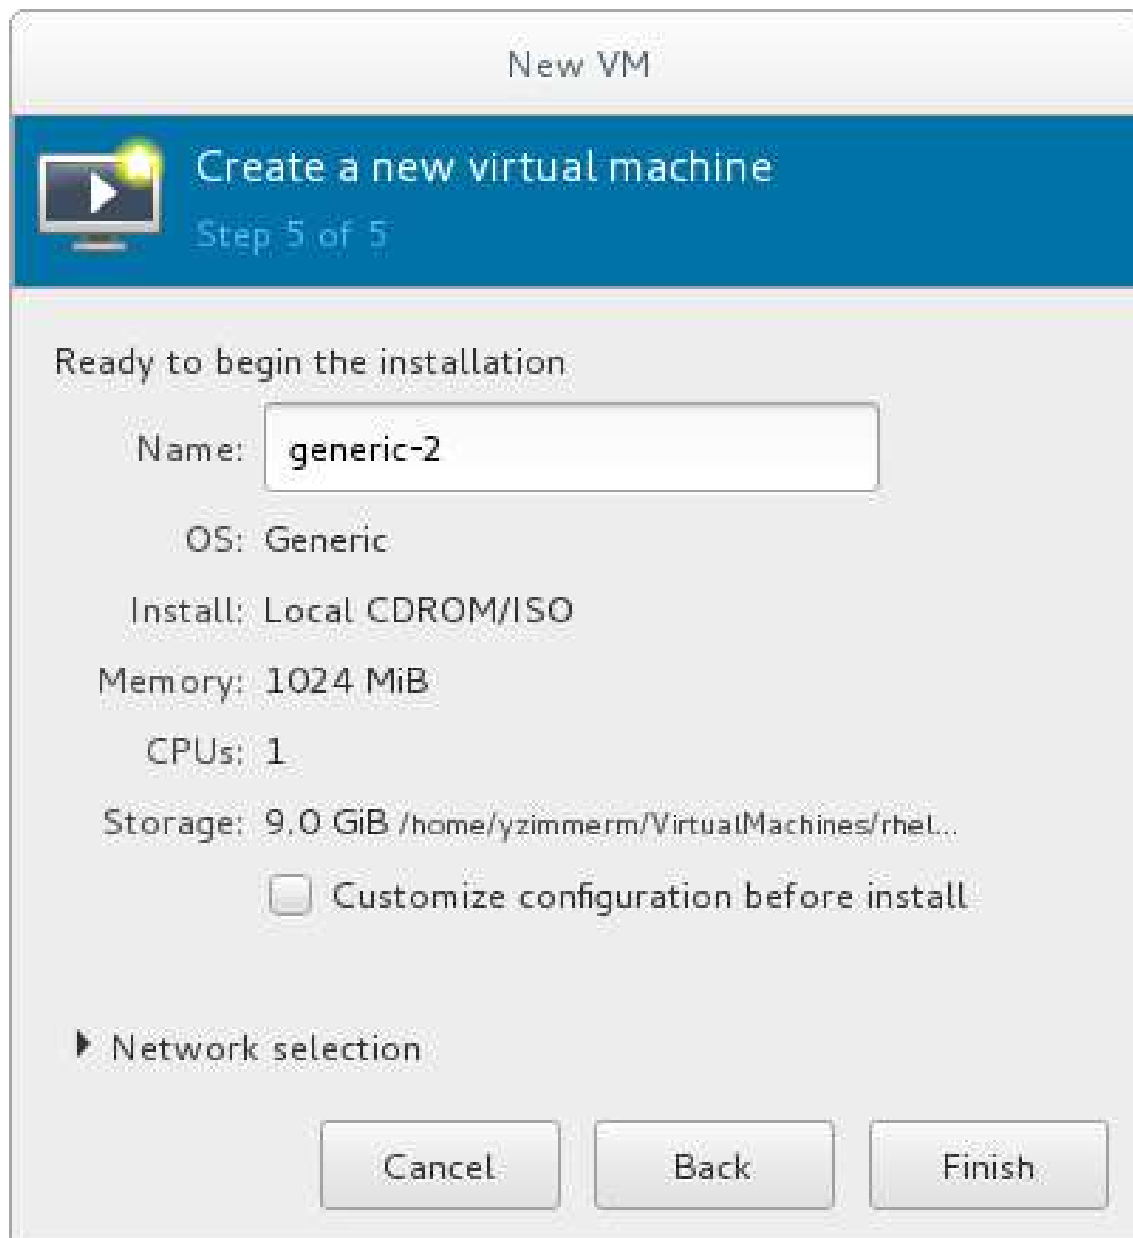 New VM
Create a new virtual machine
Step 5 of 5
Ready to begin the installation
Name: generic-2
OS: Generic
Install: Local CDROM/ISO
Memory: 1024 MiB
CPUs: 1
Storage: 9.0 GiB /home/yzimmerm/VirtualMachines/rhel...
Customize configuration before install
Network selection
Cancel Back Finish